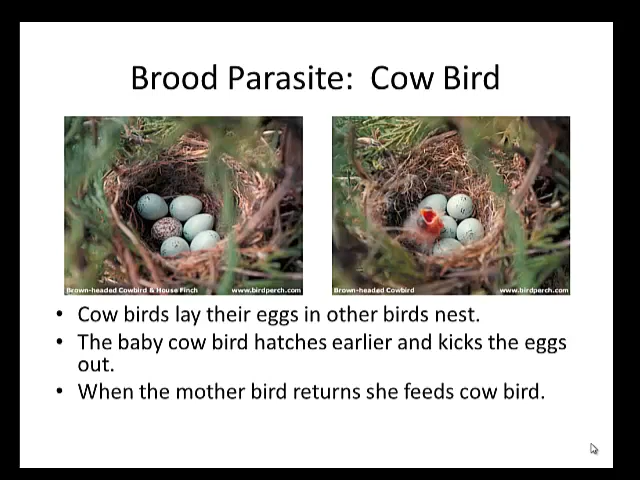 Brood Parasite:  Cow Bird
Brown-headed Cowbird & House Finch
www.birdperch.com
Brown-headed Cowbird
www.birdperch.com
• Cow birds lay their eggs in other birds nest.
• The baby cow bird hatches earlier and kicks the eggs
out.
• When the mother bird returns she feeds cow bird.